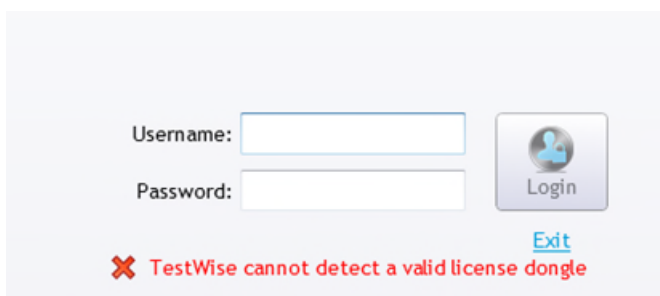 Username:
Password:
Login
Exit
TestWise cannot detect a valid license dongle